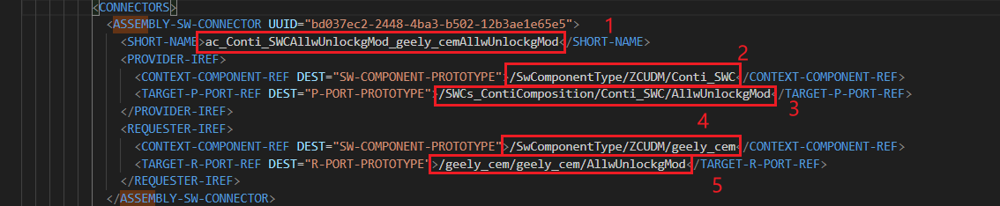 <CONNECTORS>
<ASSEMBLY-SW-CONNECTOR UUID="bd037ec2-2448-4ba3-b502-12b3ae1e65e5">
1
<SHORT-NAME>ac_Conti_SWCAllwUnlockgMod_geely_cemAllwUnlockgMod</SHORT-NAME>
<PROVIDER-IREF>
2
<CONTEXT-COMPONENT-REF DEST="SW-COMPONENT-PROTOTYPE">/SwComponentType/ZCUDM/Conti_SWC</CONTEXT-COMPONENT-REF>
<TARGET-P-PORT-REF DEST="P-PORT-PROTOTYPE">/SWCs_ContiComposition/Conti_SWC/AllwUnlockgMod</TARGET-P-PORT-REF>
3
</PROVIDER-IREF>
4
<REQUESTER-IREF>
<CONTEXT-COMPONENT-REF DEST="SW-COMPONENT-PROTOTYPE">/SwComponentType/ZCUDM/geely_cem</CONTEXT-COMPONENT-REF>
<TARGET-R-PORT-REF DEST="R-PORT-PROTOTYPE">/geely_cem/geely_cem/AllwUnlockgMod</TARGET-R-PORT-REF>
5
</REQUESTER-IREF>
</ASSEMBLY-SW-CONNECTOR>